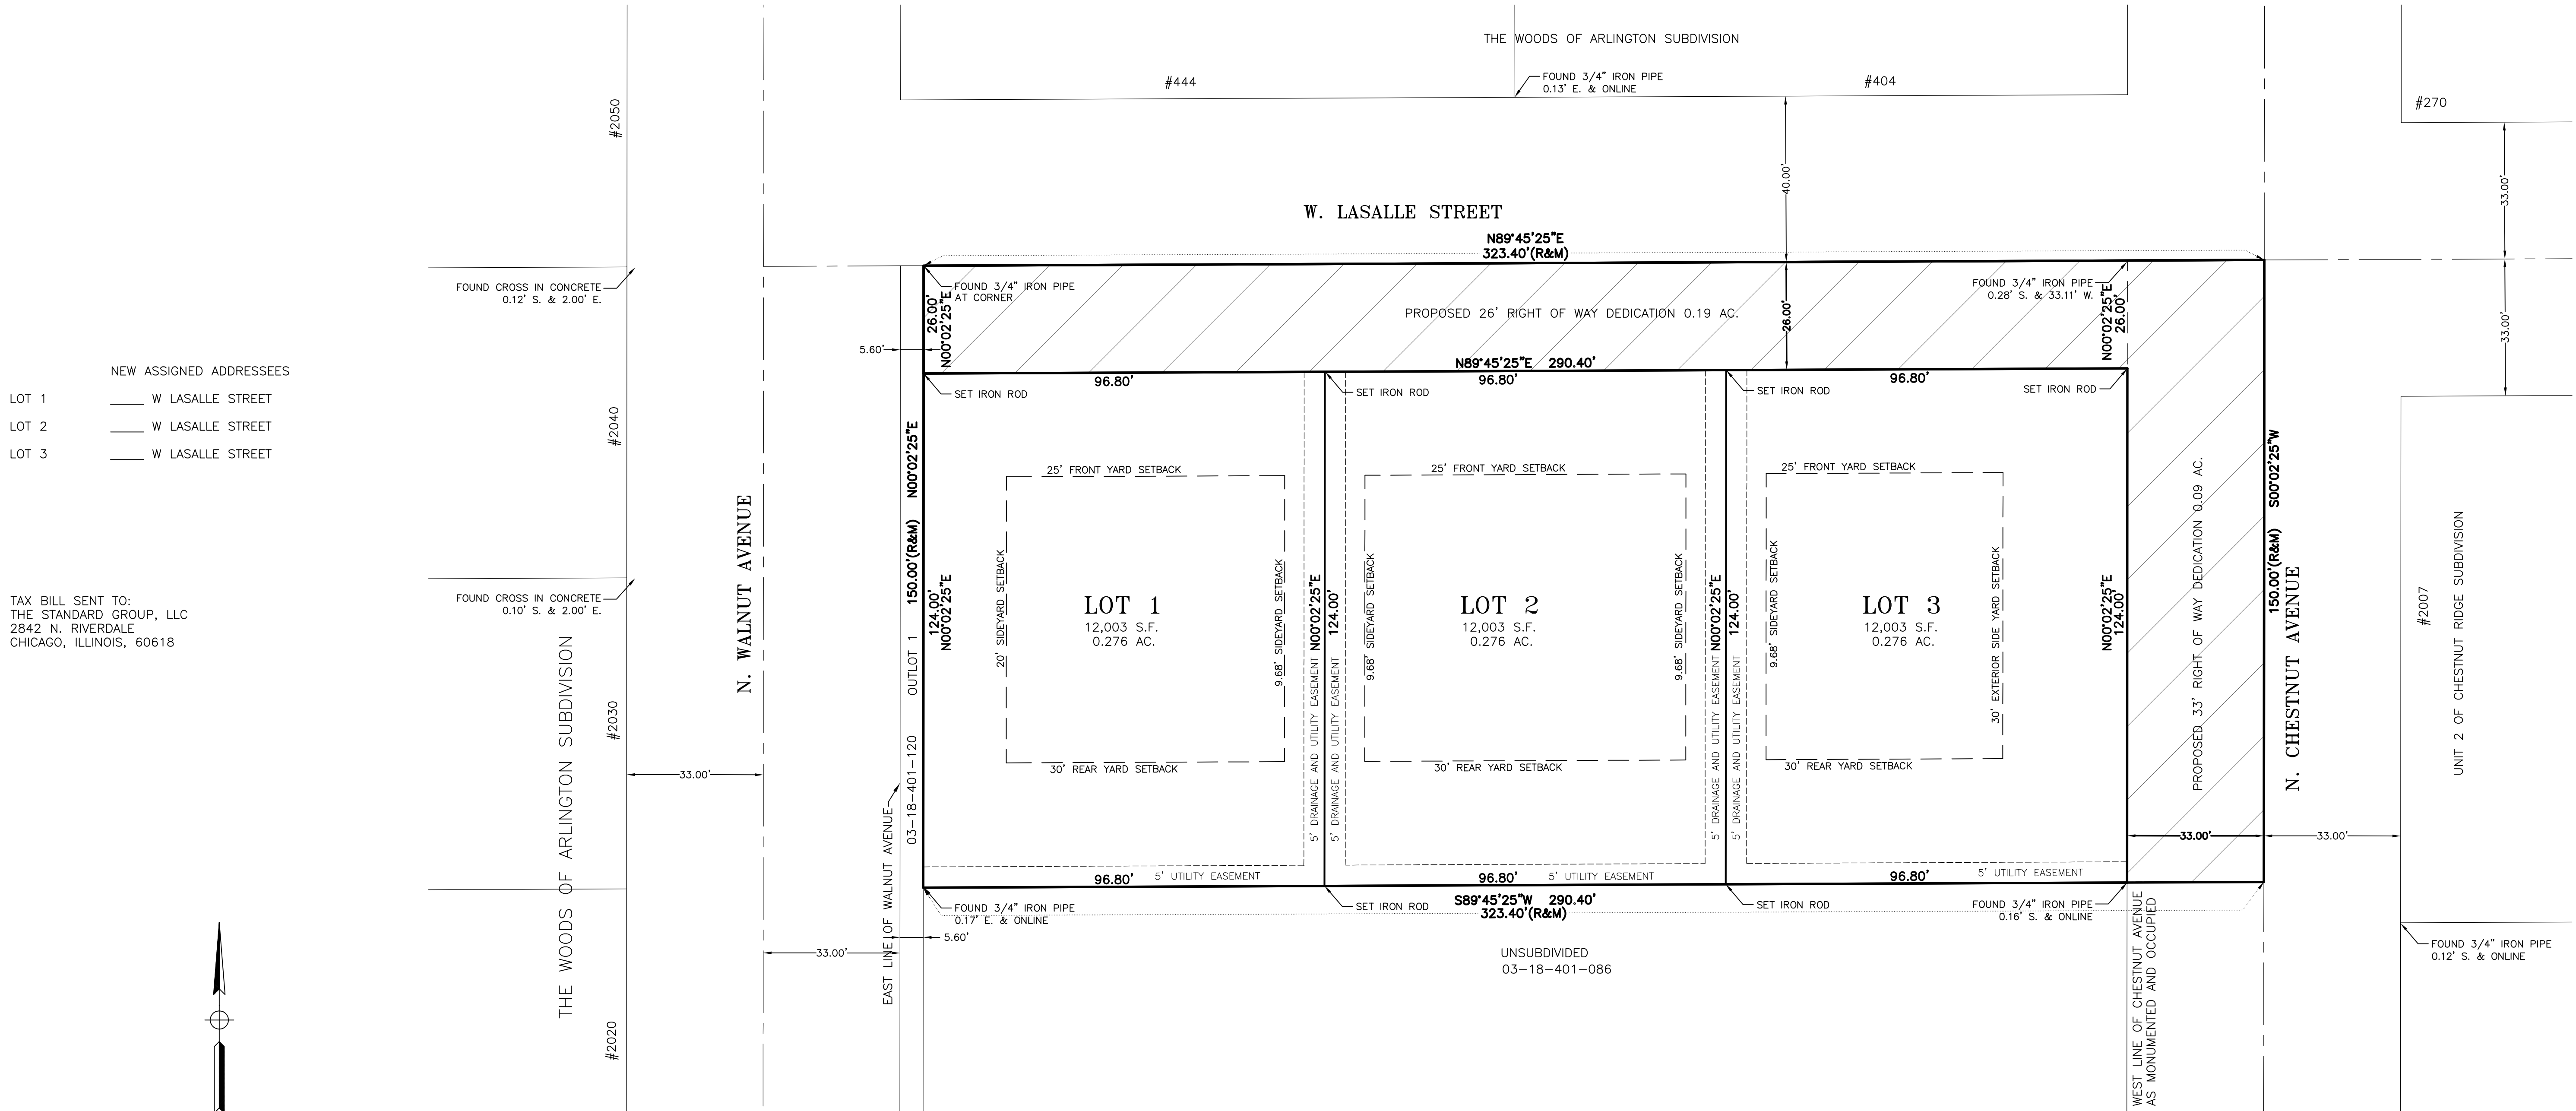 THE WOODS OF ARLINGTON SUBDIVISION
#444
FOUND 3/4" IRON PIPE
0.13' E. & ONLINE
#404
#270
#2050
40.00'
33.00'
W. LASALLE STREET
N89°45'25"E
323.40'(R&M)
FOUND CROSS IN CONCRETE
0.12' S. & 2.00' E.
FOUND 3/4" IRON PIPE
AT CORNER
26.00'
N00°02'25"E
PROPOSED 26' RIGHT OF WAY DEDICATION 0.19 AC.
26.00'
FOUND 3/4" IRON PIPE
0.28' S. & 33.11' W.
N00°02'25"E
26.00'
33.00'
5.60'
N89°45'25"E 290.40'
96.80'
96.80'
96.80'
SET IRON ROD
SET IRON ROD
SET IRON ROD
SET IRON ROD
NEW ASSIGNED ADDRESSEES
LOT 1 ____ W LASALLE STREET
LOT 2 ____ W LASALLE STREET
LOT 3 ____ W LASALLE STREET
TAX BILL SENT TO:
THE STANDARD GROUP, LLC
2842 N. RIVERDALE
CHICAGO, ILLINOIS, 60618
#2040
FOUND CROSS IN CONCRETE
0.10' S. & 2.00' E.
THE WOODS OF ARLINGTON SUBDIVISION
#2030
#2020
33.00'
N. WALNUT AVENUE
33.00'
EAST LINE OF WALNUT AVENUE
03-18-401-120 OUTLOT 1
150.00'(R&M) N00°02'25"E
124.00'
N00°02'25"E
25' FRONT YARD SETBACK
20' SIDEYARD SETBACK
LOT 1
12,003 S.F.
0.276 AC.
9.68' SIDEYARD SETBACK
30' REAR YARD SETBACK
5' DRAINAGE AND UTILITY EASEMENT
N00°02'25"E
124.00'
5' DRAINAGE AND UTILITY EASEMENT
25' FRONT YARD SETBACK
9.68' SIDEYARD SETBACK
LOT 2
12,003 S.F.
0.276 AC.
9.68' SIDEYARD SETBACK
30' REAR YARD SETBACK
5' DRAINAGE AND UTILITY EASEMENT
N00°02'25"E
124.00'
5' DRAINAGE AND UTILITY EASEMENT
25' FRONT YARD SETBACK
9.68' SIDEYARD SETBACK
LOT 3
12,003 S.F.
0.276 AC.
30' EXTERIOR SIDE YARD SETBACK
30' REAR YARD SETBACK
N00°02'25"E
124.00'
PROPOSED 33' RIGHT OF WAY DEDICATION 0.09 AC.
150.00'(R&M) S00°02'25"W
N. CHESTNUT AVENUE
#2007
UNIT 2 OF CHESTNUT RIDGE SUBDIVISION
33.00'
33.00'
96.80'
5' UTILITY EASEMENT
96.80'
5' UTILITY EASEMENT
96.80'
5' UTILITY EASEMENT
FOUND 3/4" IRON PIPE
0.17' E. & ONLINE
SET IRON ROD
S89°45'25"W 290.40'
323.40'(R&M)
SET IRON ROD
FOUND 3/4" IRON PIPE
0.16' S. & ONLINE
5.60'
UNSUBDIVIDED
03-18-401-086
WEST LINE OF CHESTNUT AVENUE
AS MONUMENTED AND OCCUPIED
FOUND 3/4" IRON PIPE
0.12' S. & ONLINE